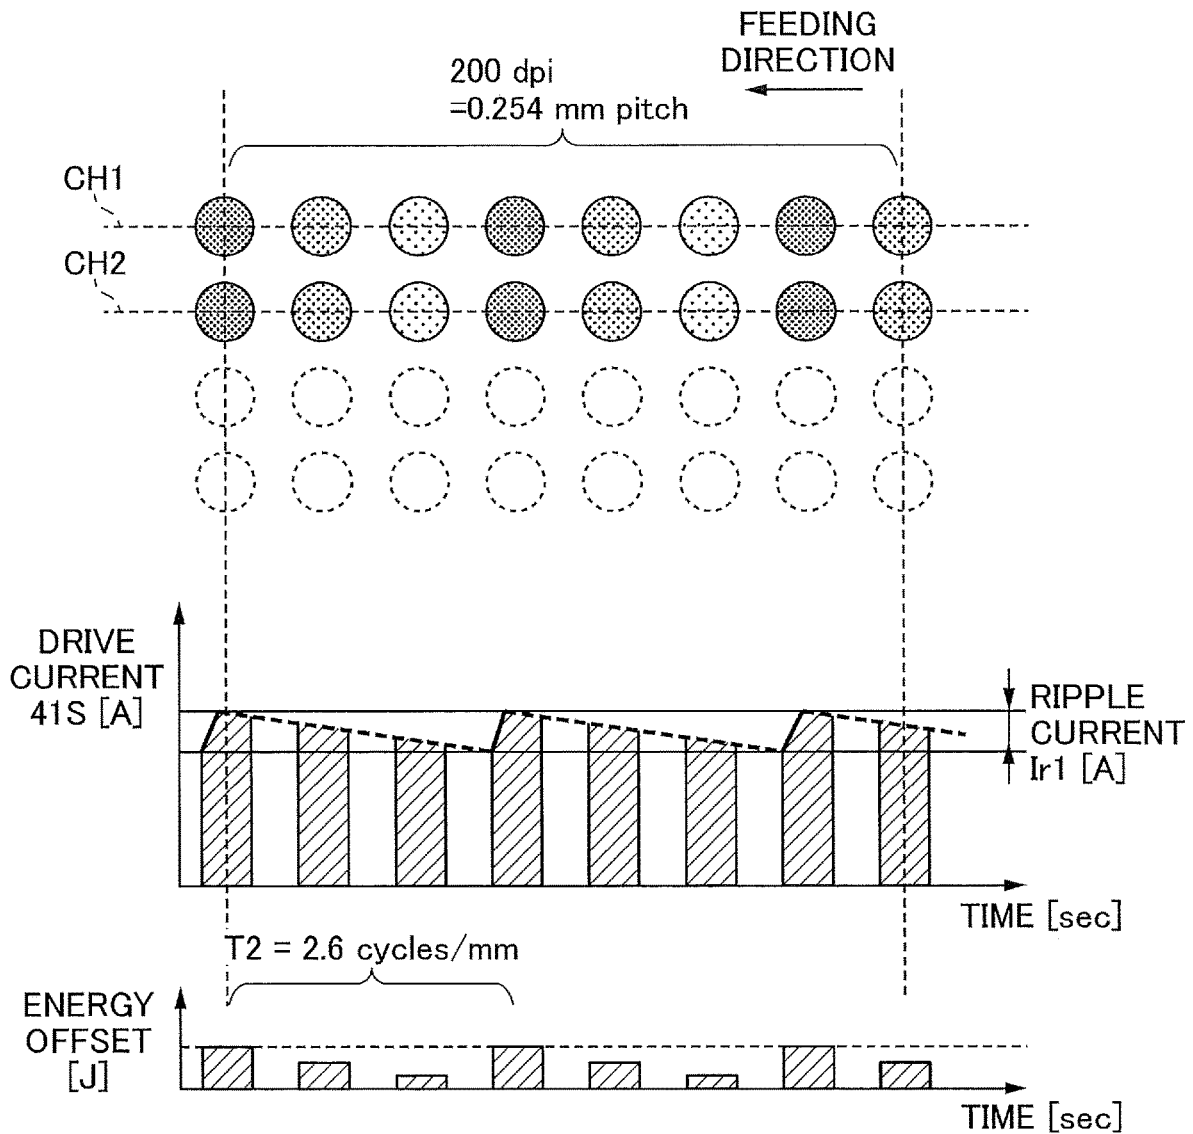 FEEDING
DIRECTION
200 dpi
=0.254 mm pitch
CH1
CH2
DRIVE
CURRENT
41S [A]
RIPPLE
CURRENT
Ir1 [A]
TIME [sec]
T2 = 2.6 cycles/mm
ENERGY
OFFSET
[J]
TIME [sec]